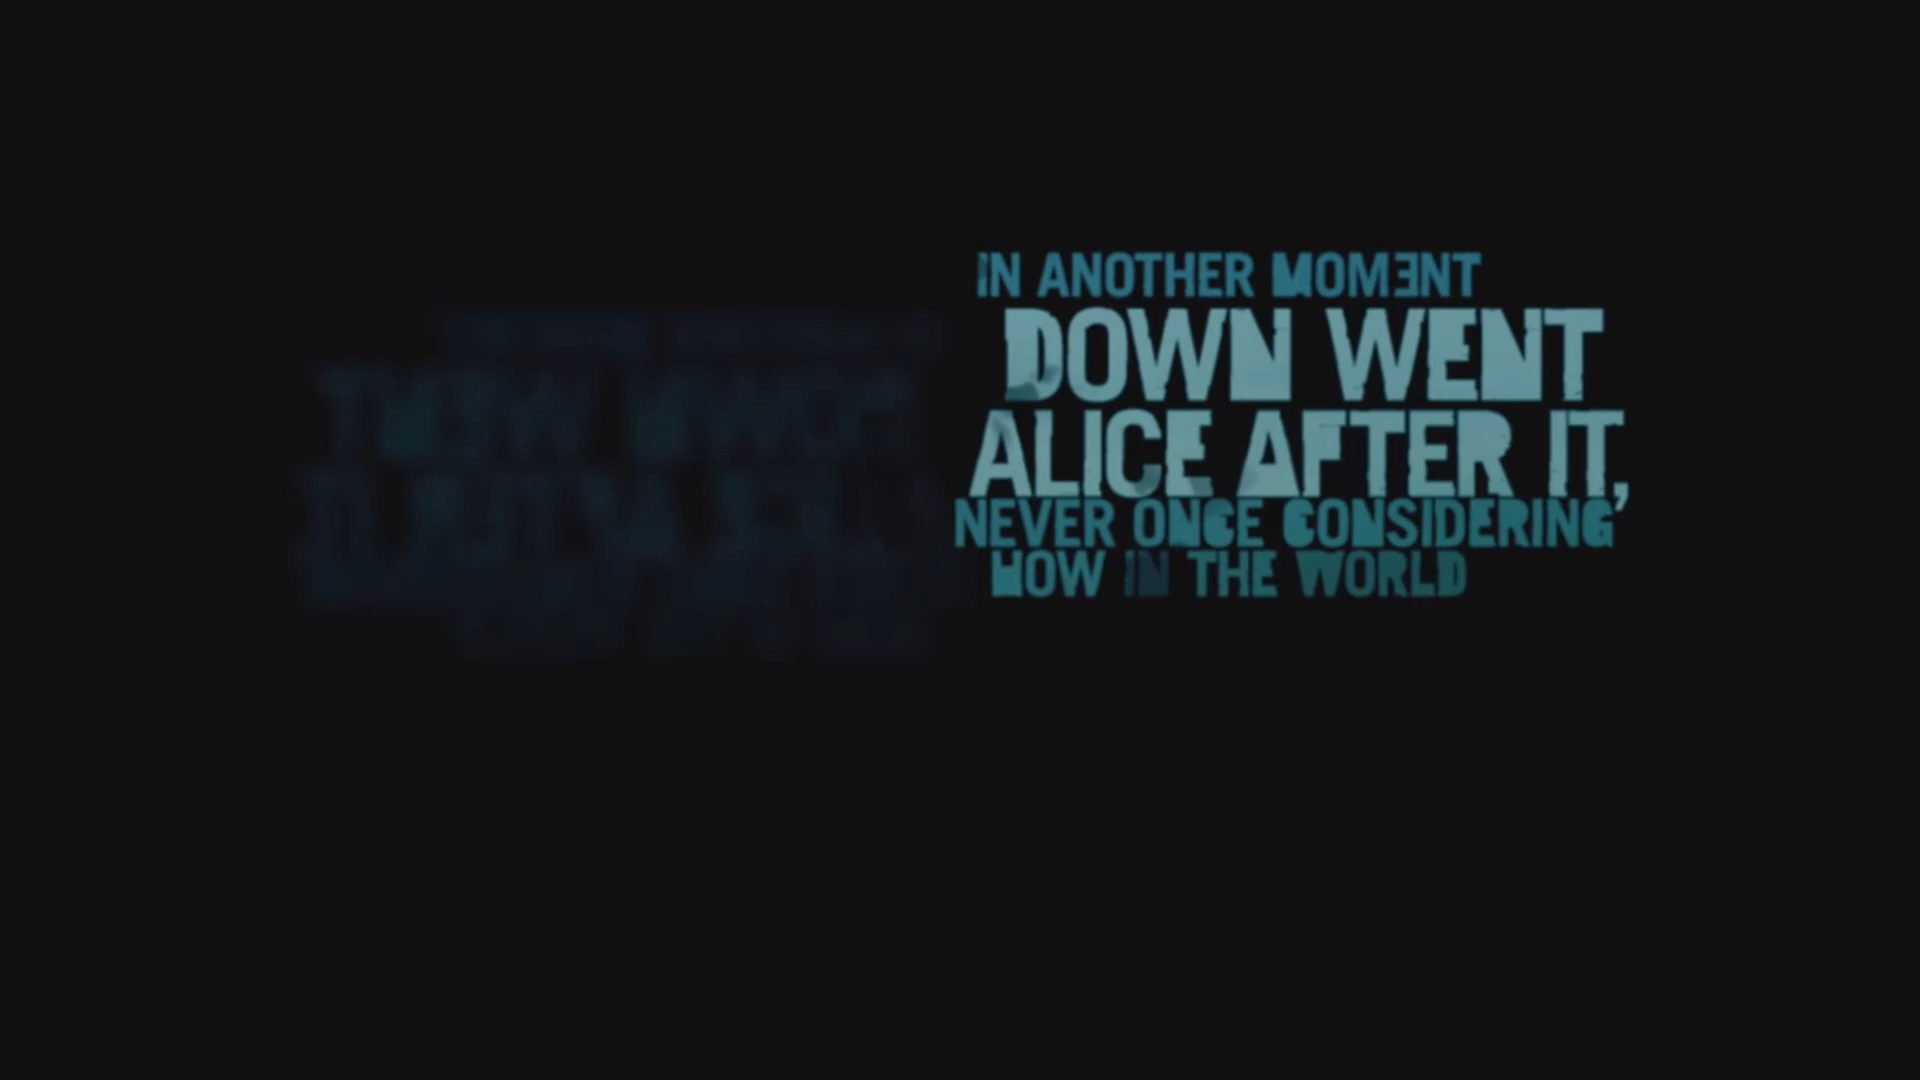 IN ANOTHER MOMENT
DOWN WENT
ALICE AFTER IT,
NEVER ONCE CONSIDERING
HOW IN THE WORLD